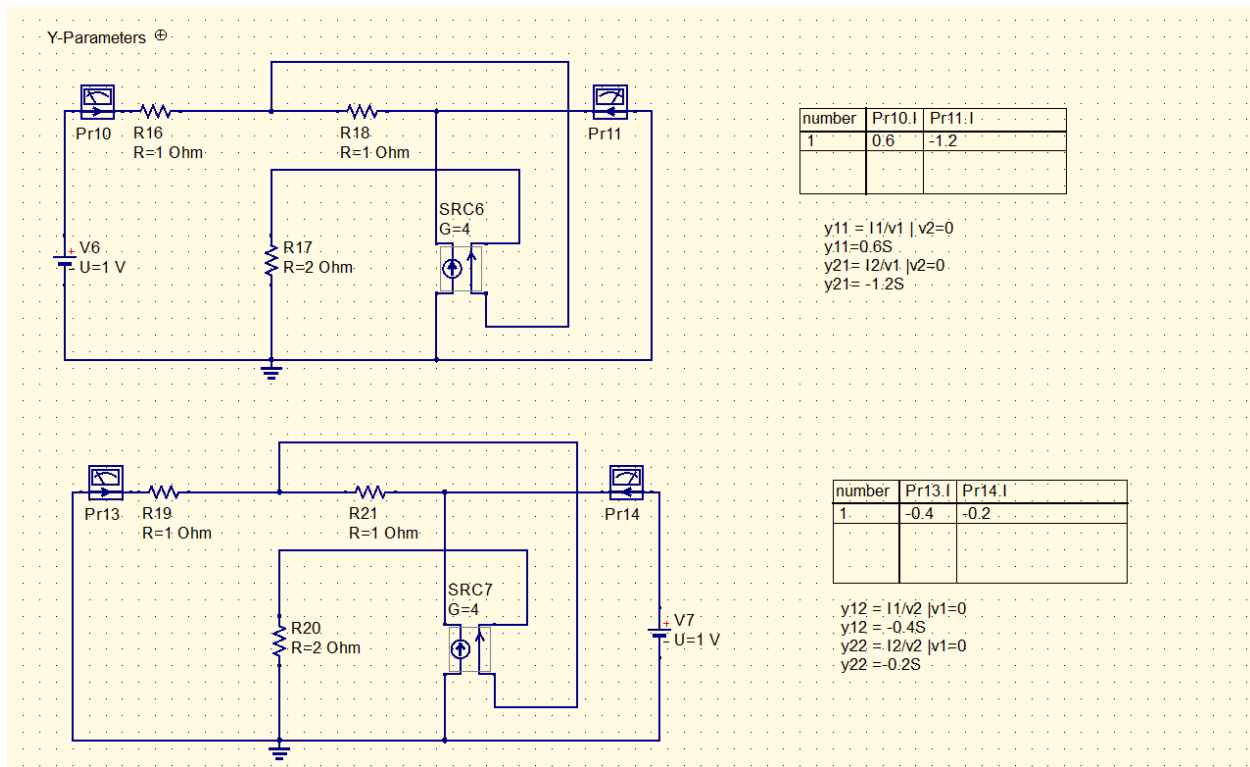 Y-Parameters
Pr10
R16
R=1 Ohm
R18
R=1 Ohm
Pr11
number Pr10.I Pr11.I
1 0.6 -1.2
SRC6
G=4
V6
U=1 V
R17
R=2 Ohm
y11 = I1/v1 | v2=0
y11=0.6S
y21= I2/v1 |v2=0
y21= -1.2S
Pr13
R19
R=1 Ohm
R21
R=1 Ohm
Pr14
number Pr13.I Pr14.I
1 -0.4 -0.2
SRC7
G=4
R20
R=2 Ohm
V7
U=1 V
y12 = I1/v2 |v1=0
y12 = -0.4S
y22 = I2/v2 |v1=0
y22 =-0.2S